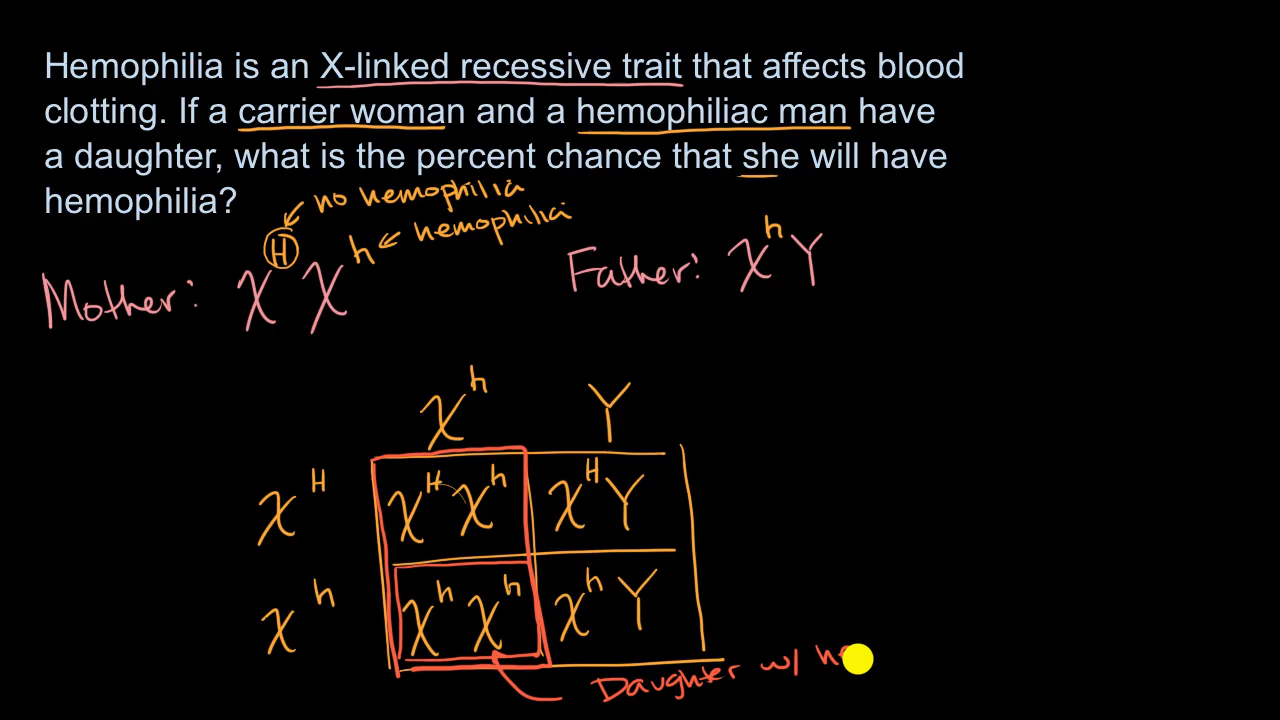 Hemophilia is an X-linked recessive trait that affects blood
clotting. If a carrier woman and a hemophiliac man have
a daughter, what is the percent chance that she will have
hemophilia?
no hemophilia
H h hemophilia
Mother: X X
h
Father: X Y
h
X Y
H H h H
X X X X Y
h h h h
X X X X Y
Daughter w/ h